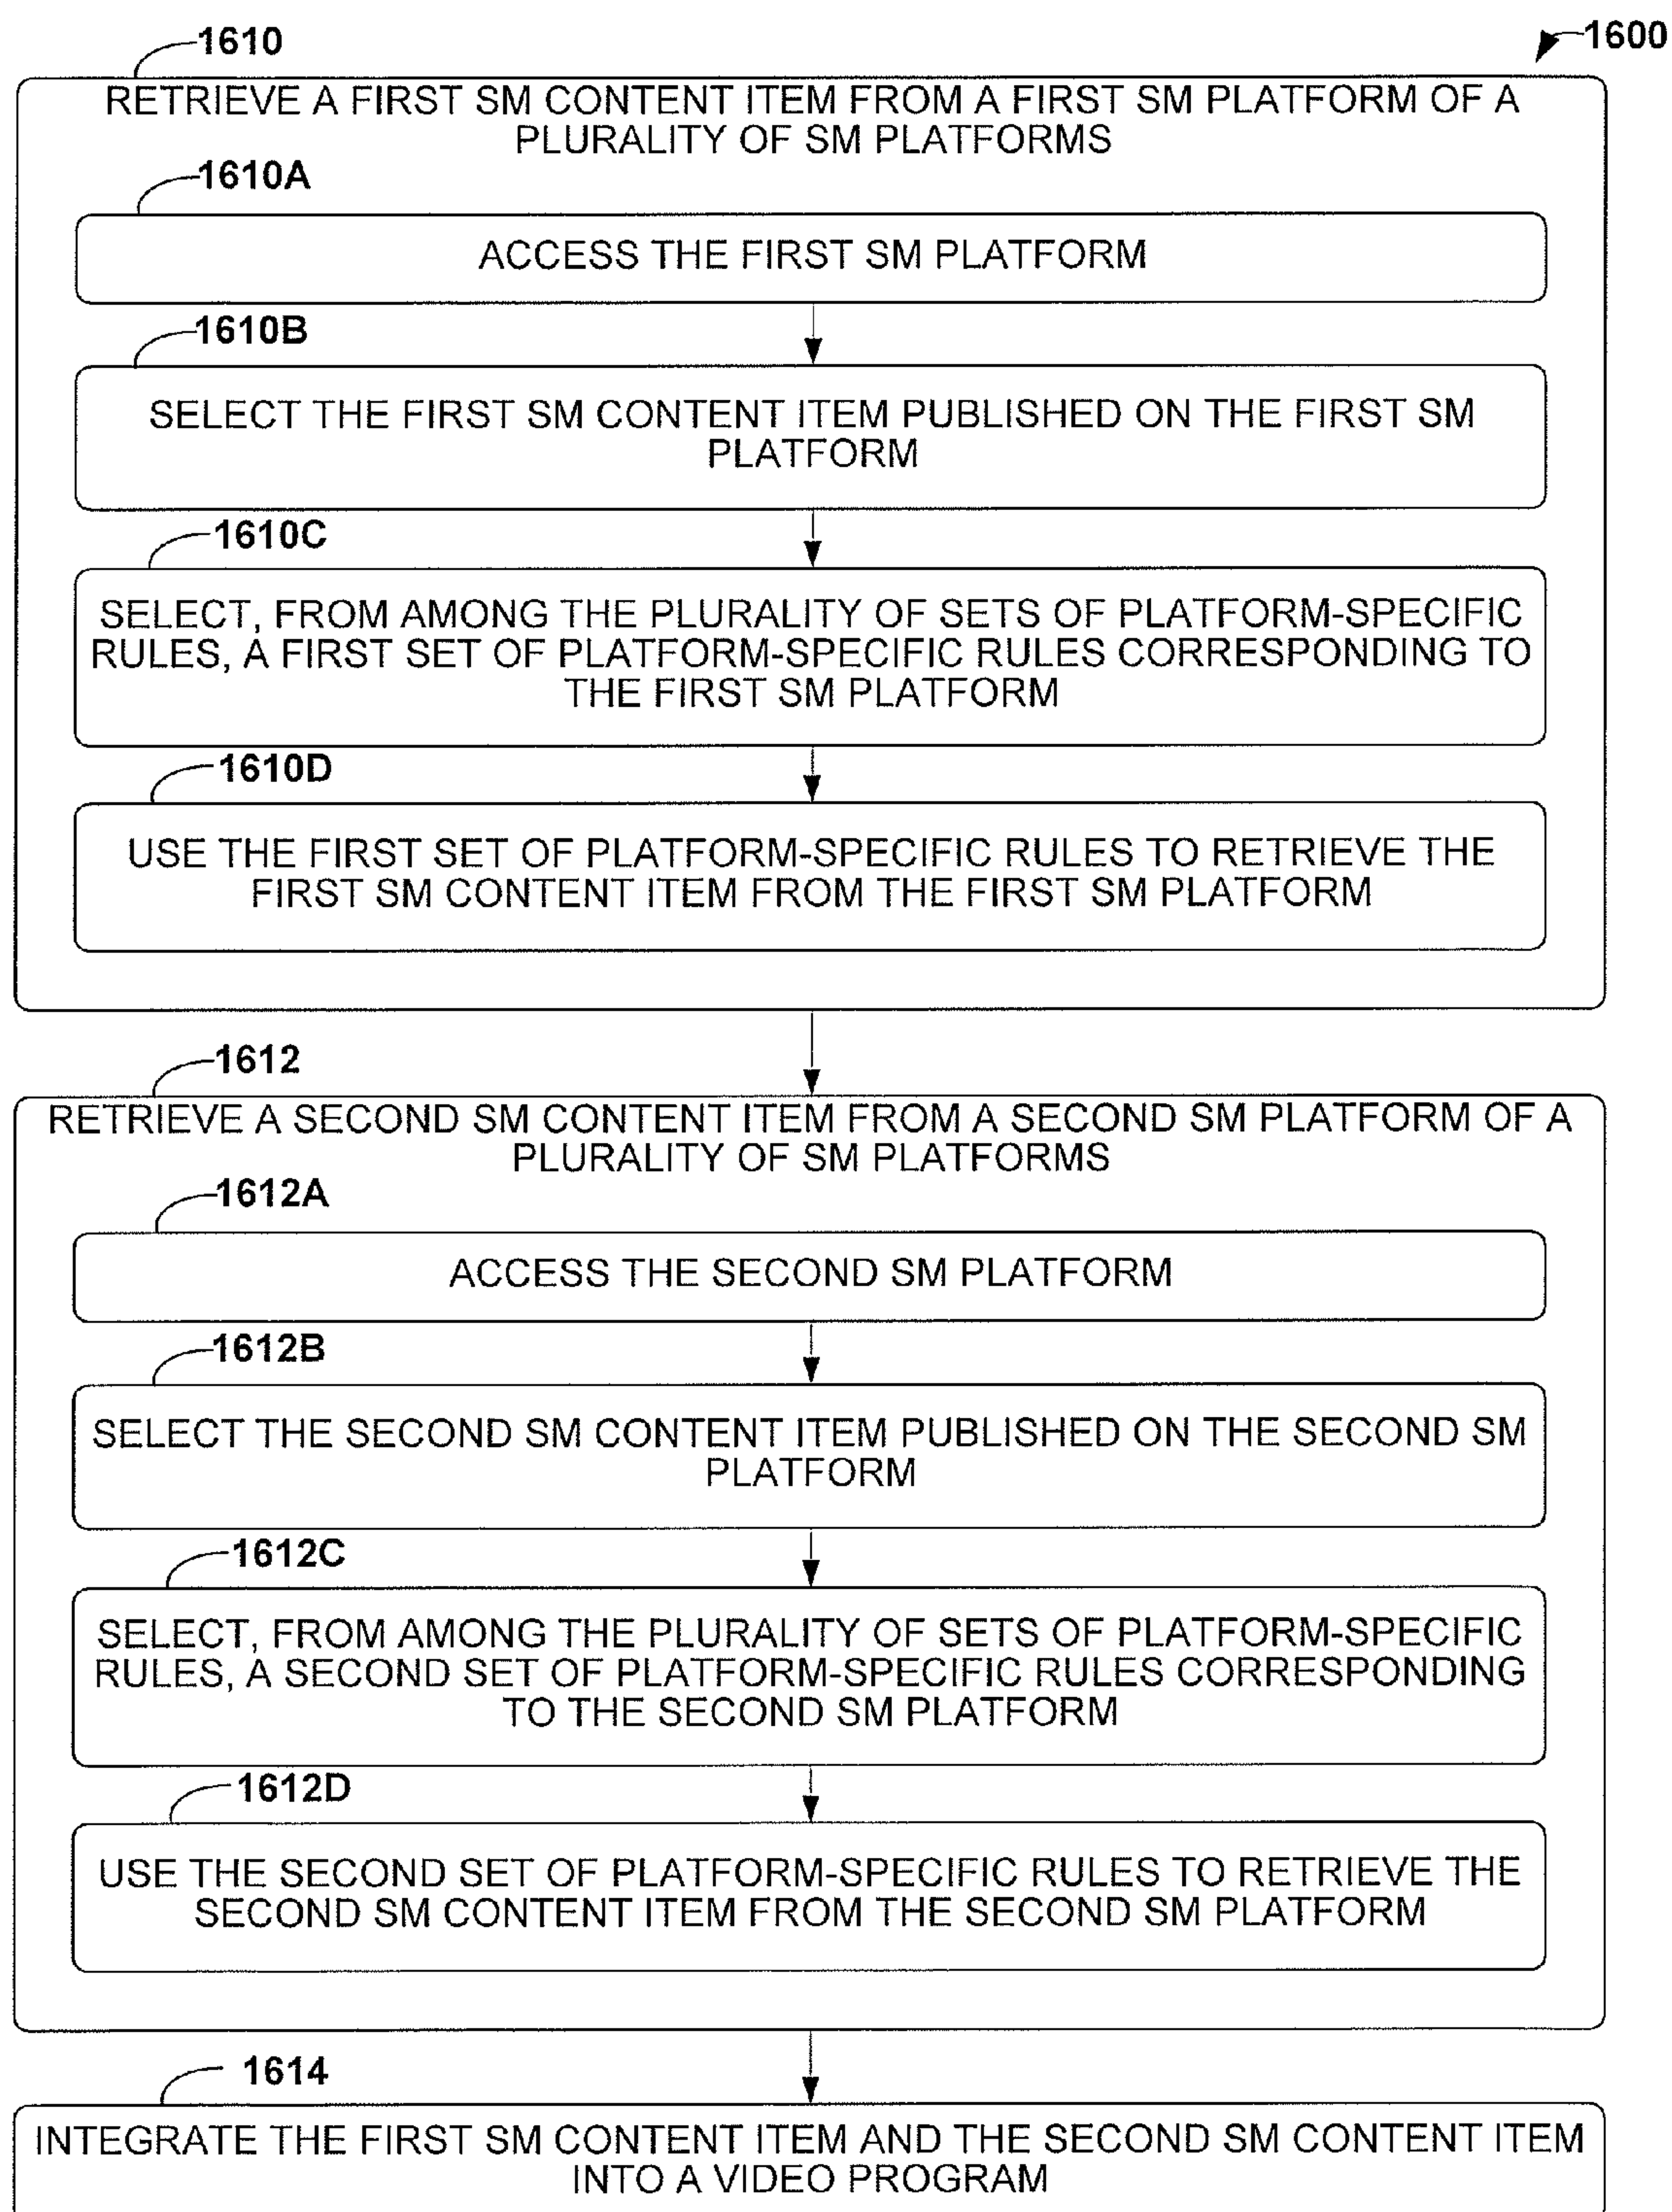 1610
1600
RETRIEVE A FIRST SM CONTENT ITEM FROM A FIRST SM PLATFORM OF A
PLURALITY OF SM PLATFORMS
1610A
ACCESS THE FIRST SM PLATFORM
1610B
SELECT THE FIRST SM CONTENT ITEM PUBLISHED ON THE FIRST SM
PLATFORM
1610C
SELECT, FROM AMONG THE PLURALITY OF SETS OF PLATFORM-SPECIFIC
RULES, A FIRST SET OF PLATFORM-SPECIFIC RULES CORRESPONDING TO
THE FIRST SM PLATFORM
1610D
USE THE FIRST SET OF PLATFORM-SPECIFIC RULES TO RETRIEVE THE
FIRST SM CONTENT ITEM FROM THE FIRST SM PLATFORM
1612
RETRIEVE A SECOND SM CONTENT ITEM FROM A SECOND SM PLATFORM OF A
PLURALITY OF SM PLATFORMS
1612A
ACCESS THE SECOND SM PLATFORM
1612B
SELECT THE SECOND SM CONTENT ITEM PUBLISHED ON THE SECOND SM
PLATFORM
1612C
SELECT, FROM AMONG THE PLURALITY OF SETS OF PLATFORM-SPECIFIC
RULES, A SECOND SET OF PLATFORM-SPECIFIC RULES CORRESPONDING
TO THE SECOND SM PLATFORM
1612D
USE THE SECOND SET OF PLATFORM-SPECIFIC RULES TO RETRIEVE THE
SECOND SM CONTENT ITEM FROM THE SECOND SM PLATFORM
1614
INTEGRATE THE FIRST SM CONTENT ITEM AND THE SECOND SM CONTENT ITEM
INTO A VIDEO PROGRAM